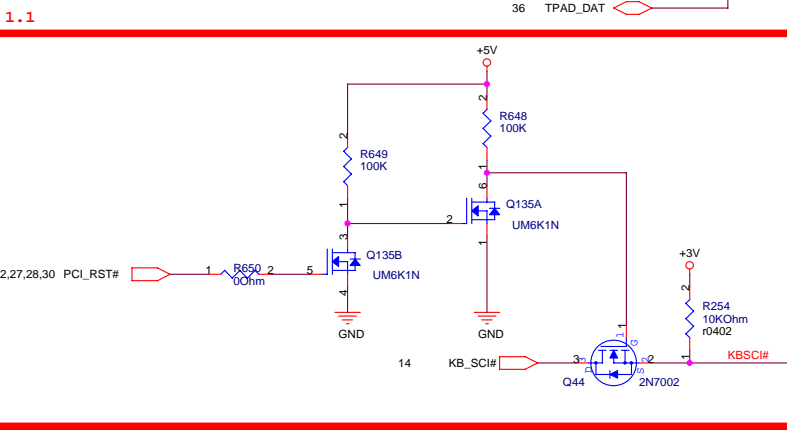 36 TPAD_DAT
1.1
+5V
2
R648
100K
2
R649
100K
1
1
6
Q135A
2
UM6K1N
3
1
Q135B
2,27,28,30 PCI_RST#
1
R650
2
5
UM6K1N
0Ohm
4
+3V
2
R254
10KOhm
r0402
GND
GND
1
G
1
14
KB_SCI#
3
2
KBSCI#
D
S
Q44
2N7002